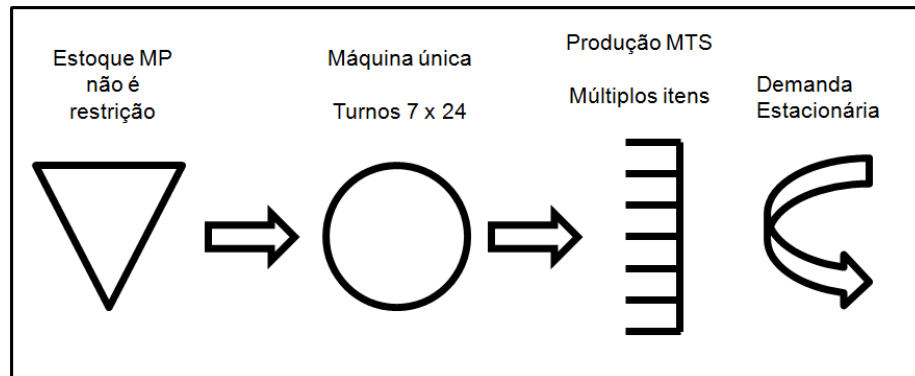 Estoque MP
não é
restrição
Máquina única
Turnos 7 x 24
Produção MTS
Múltiplos itens
Demanda
Estacionária